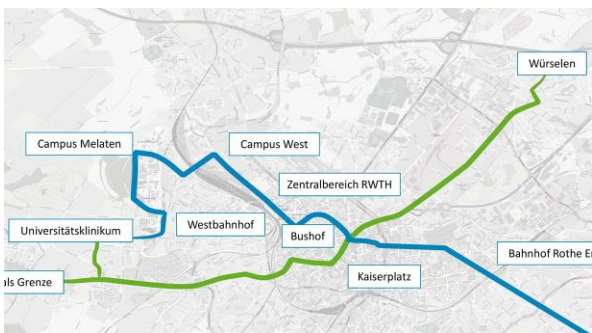 Würselen
Campus Melaten
Campus West
Zentralbereich RWTH
Universitätsklinikum
Westbahnhof
Bushof
Bahnhof Rothe Er
als Grenze
Kaiserplatz